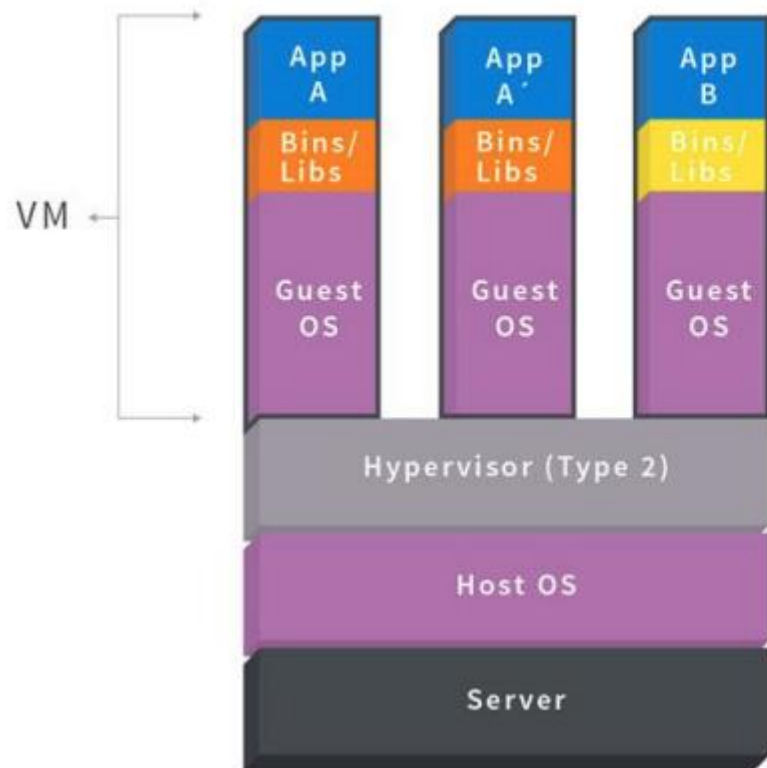 VM
App
A
Bins/
Libs
Guest
OS
App
A´
Bins/
Libs
Guest
OS
App
B
Bins/
Libs
Guest
OS
Hypervisor (Type 2)
Host OS
Server